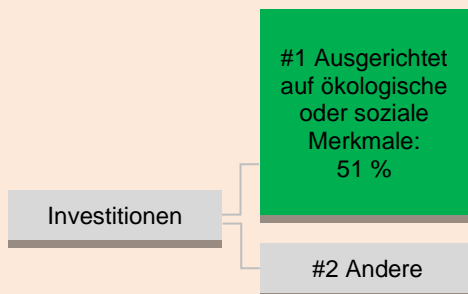 #1 Ausgerichtet
auf ökologische
oder soziale
Merkmale:
51 %
Investitionen
#2 Andere